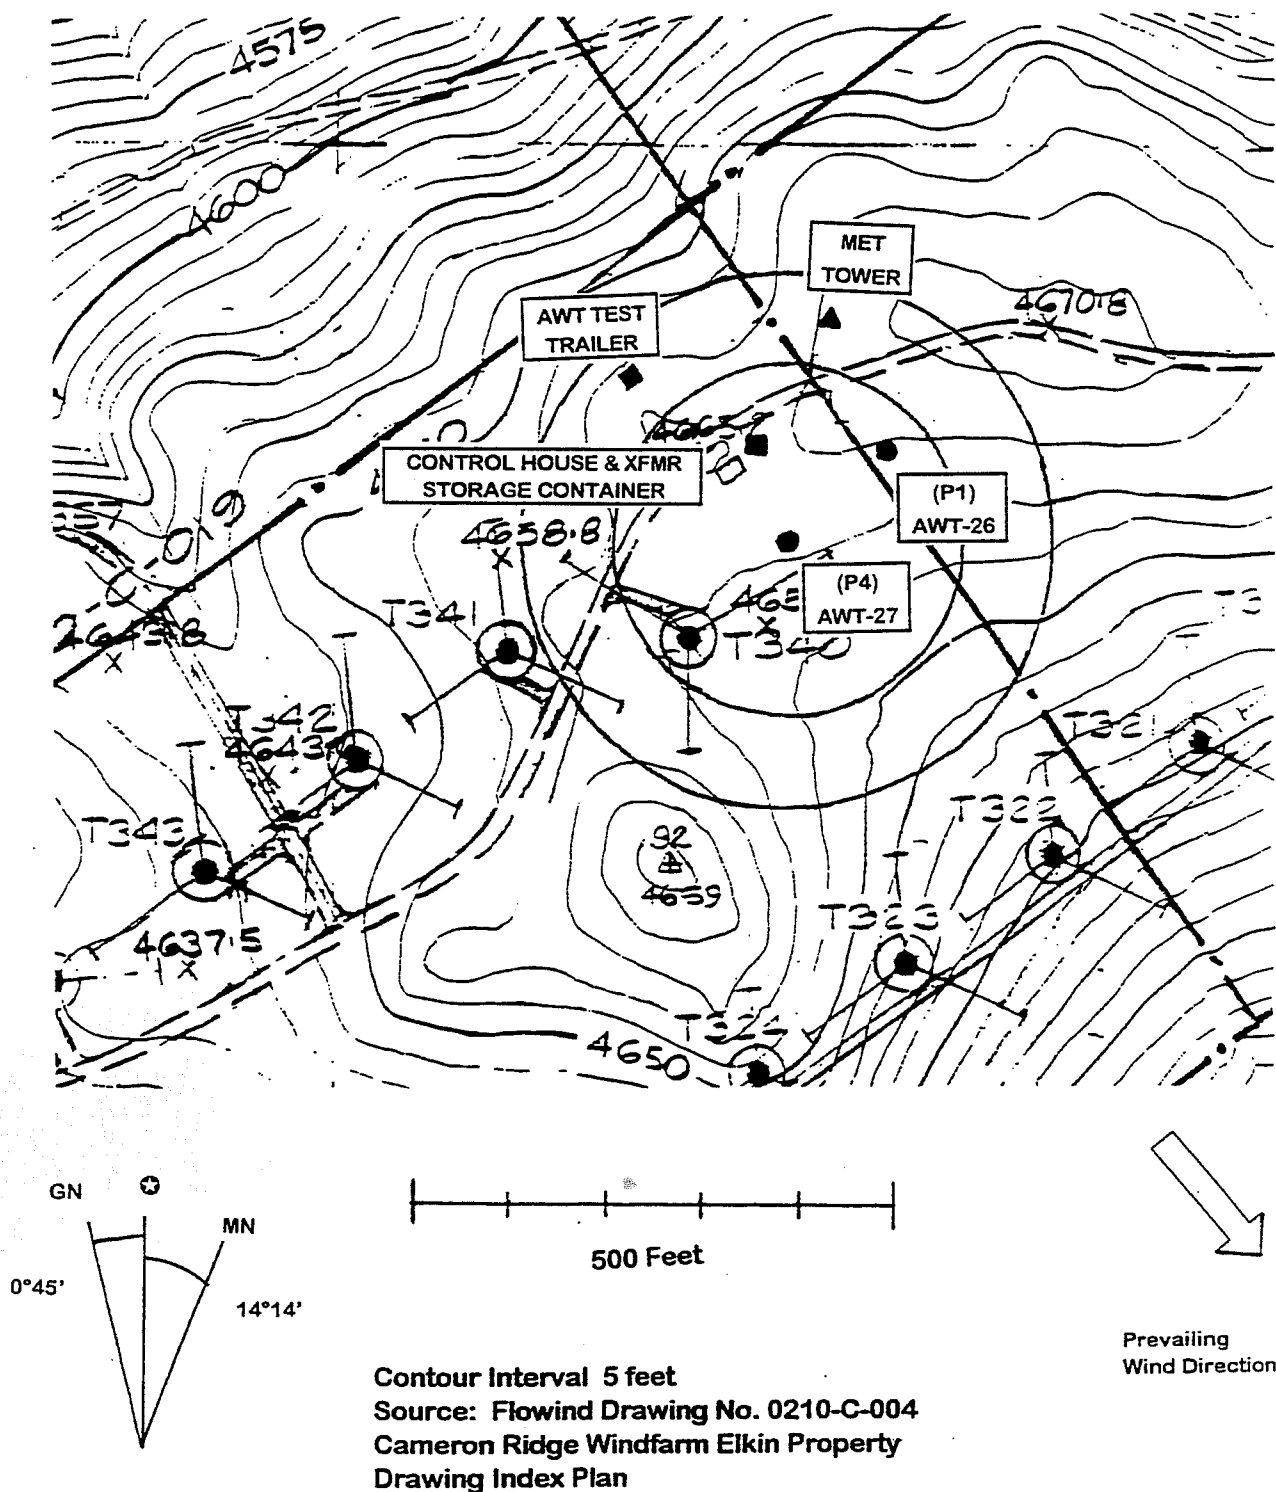 4575
4600
MET
TOWER
4670.8
AWT TEST
TRAILER
CONTROL HOUSE & XFMR
STORAGE CONTAINER
(P1)
AWT-26
4658.8
(P4)
AWT-27
T341
T340
T342
T321
T322
T343
92
4659
T323
4637.5
4650
GN
MN
0°45'
14°14'
500 Feet
Prevailing
Wind Direction
Contour Interval 5 feet
Source: Flowind Drawing No. 0210-C-004
Cameron Ridge Windfarm Elkin Property
Drawing Index Plan